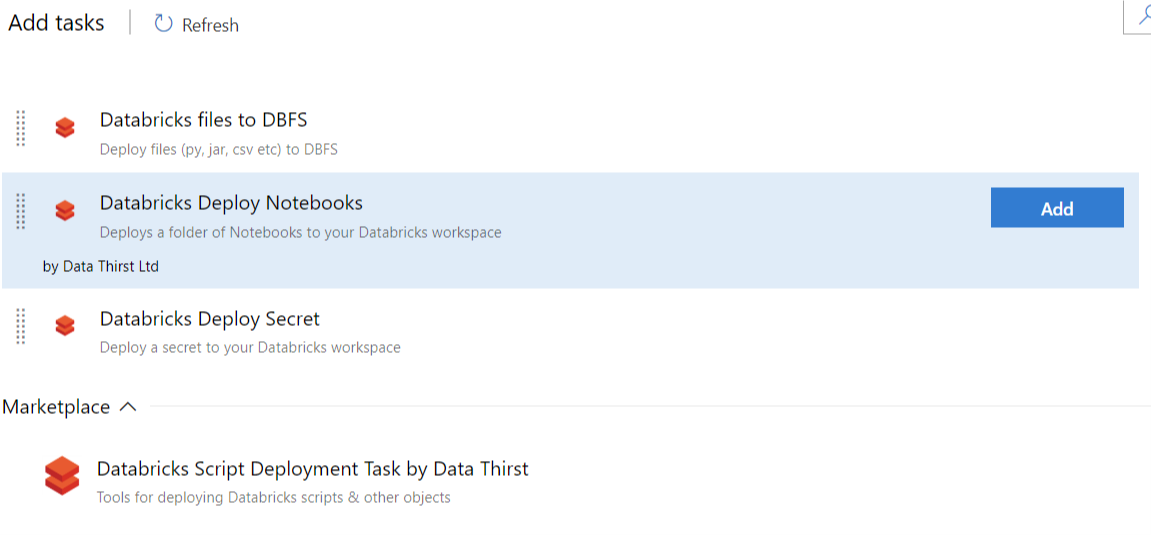 Add tasks
Refresh
Databricks files to DBFS
Deploy files (py, jar, csv etc) to DBFS
Databricks Deploy Notebooks
Add
Deploys a folder of Notebooks to your Databricks workspace
by Data Thirst Ltd
Databricks Deploy Secret
Deploy a secret to your Databricks workspace
Marketplace
Databricks Script Deployment Task by Data Thirst
Tools for deploying Databricks scripts & other objects